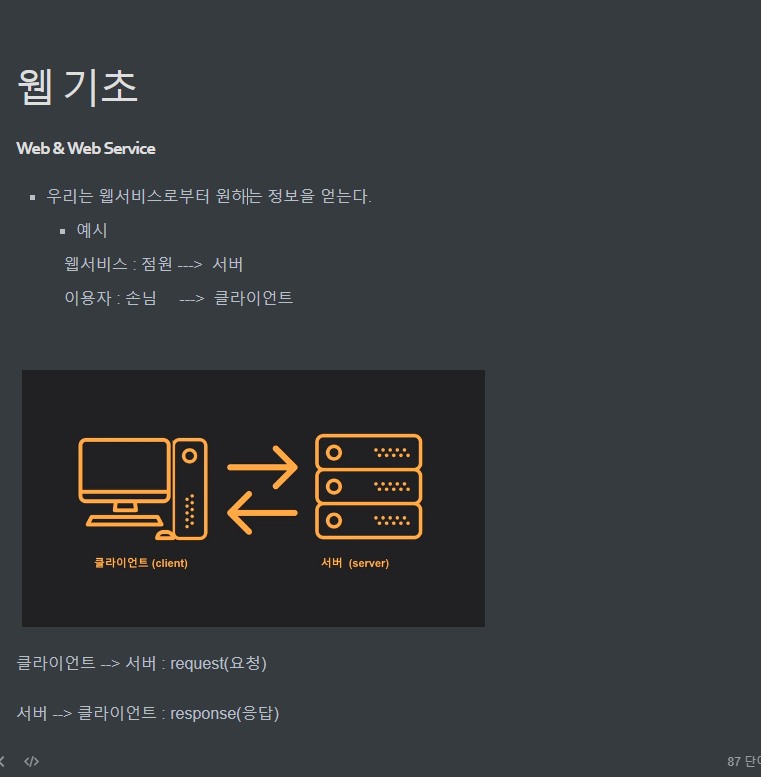 웹 기초
Web & Web Service
우리는 웹서비스로부터 원하는 정보을 얻는다.
예시
웹서비스 : 점원 ---> 서버
이용자 : 손님 ---> 클라이언트
클라이언트 (client) 서버 (server)
클라이언트 --> 서버 : request(요청)
서버 --> 클라이언트 : response(응답)
</> 87